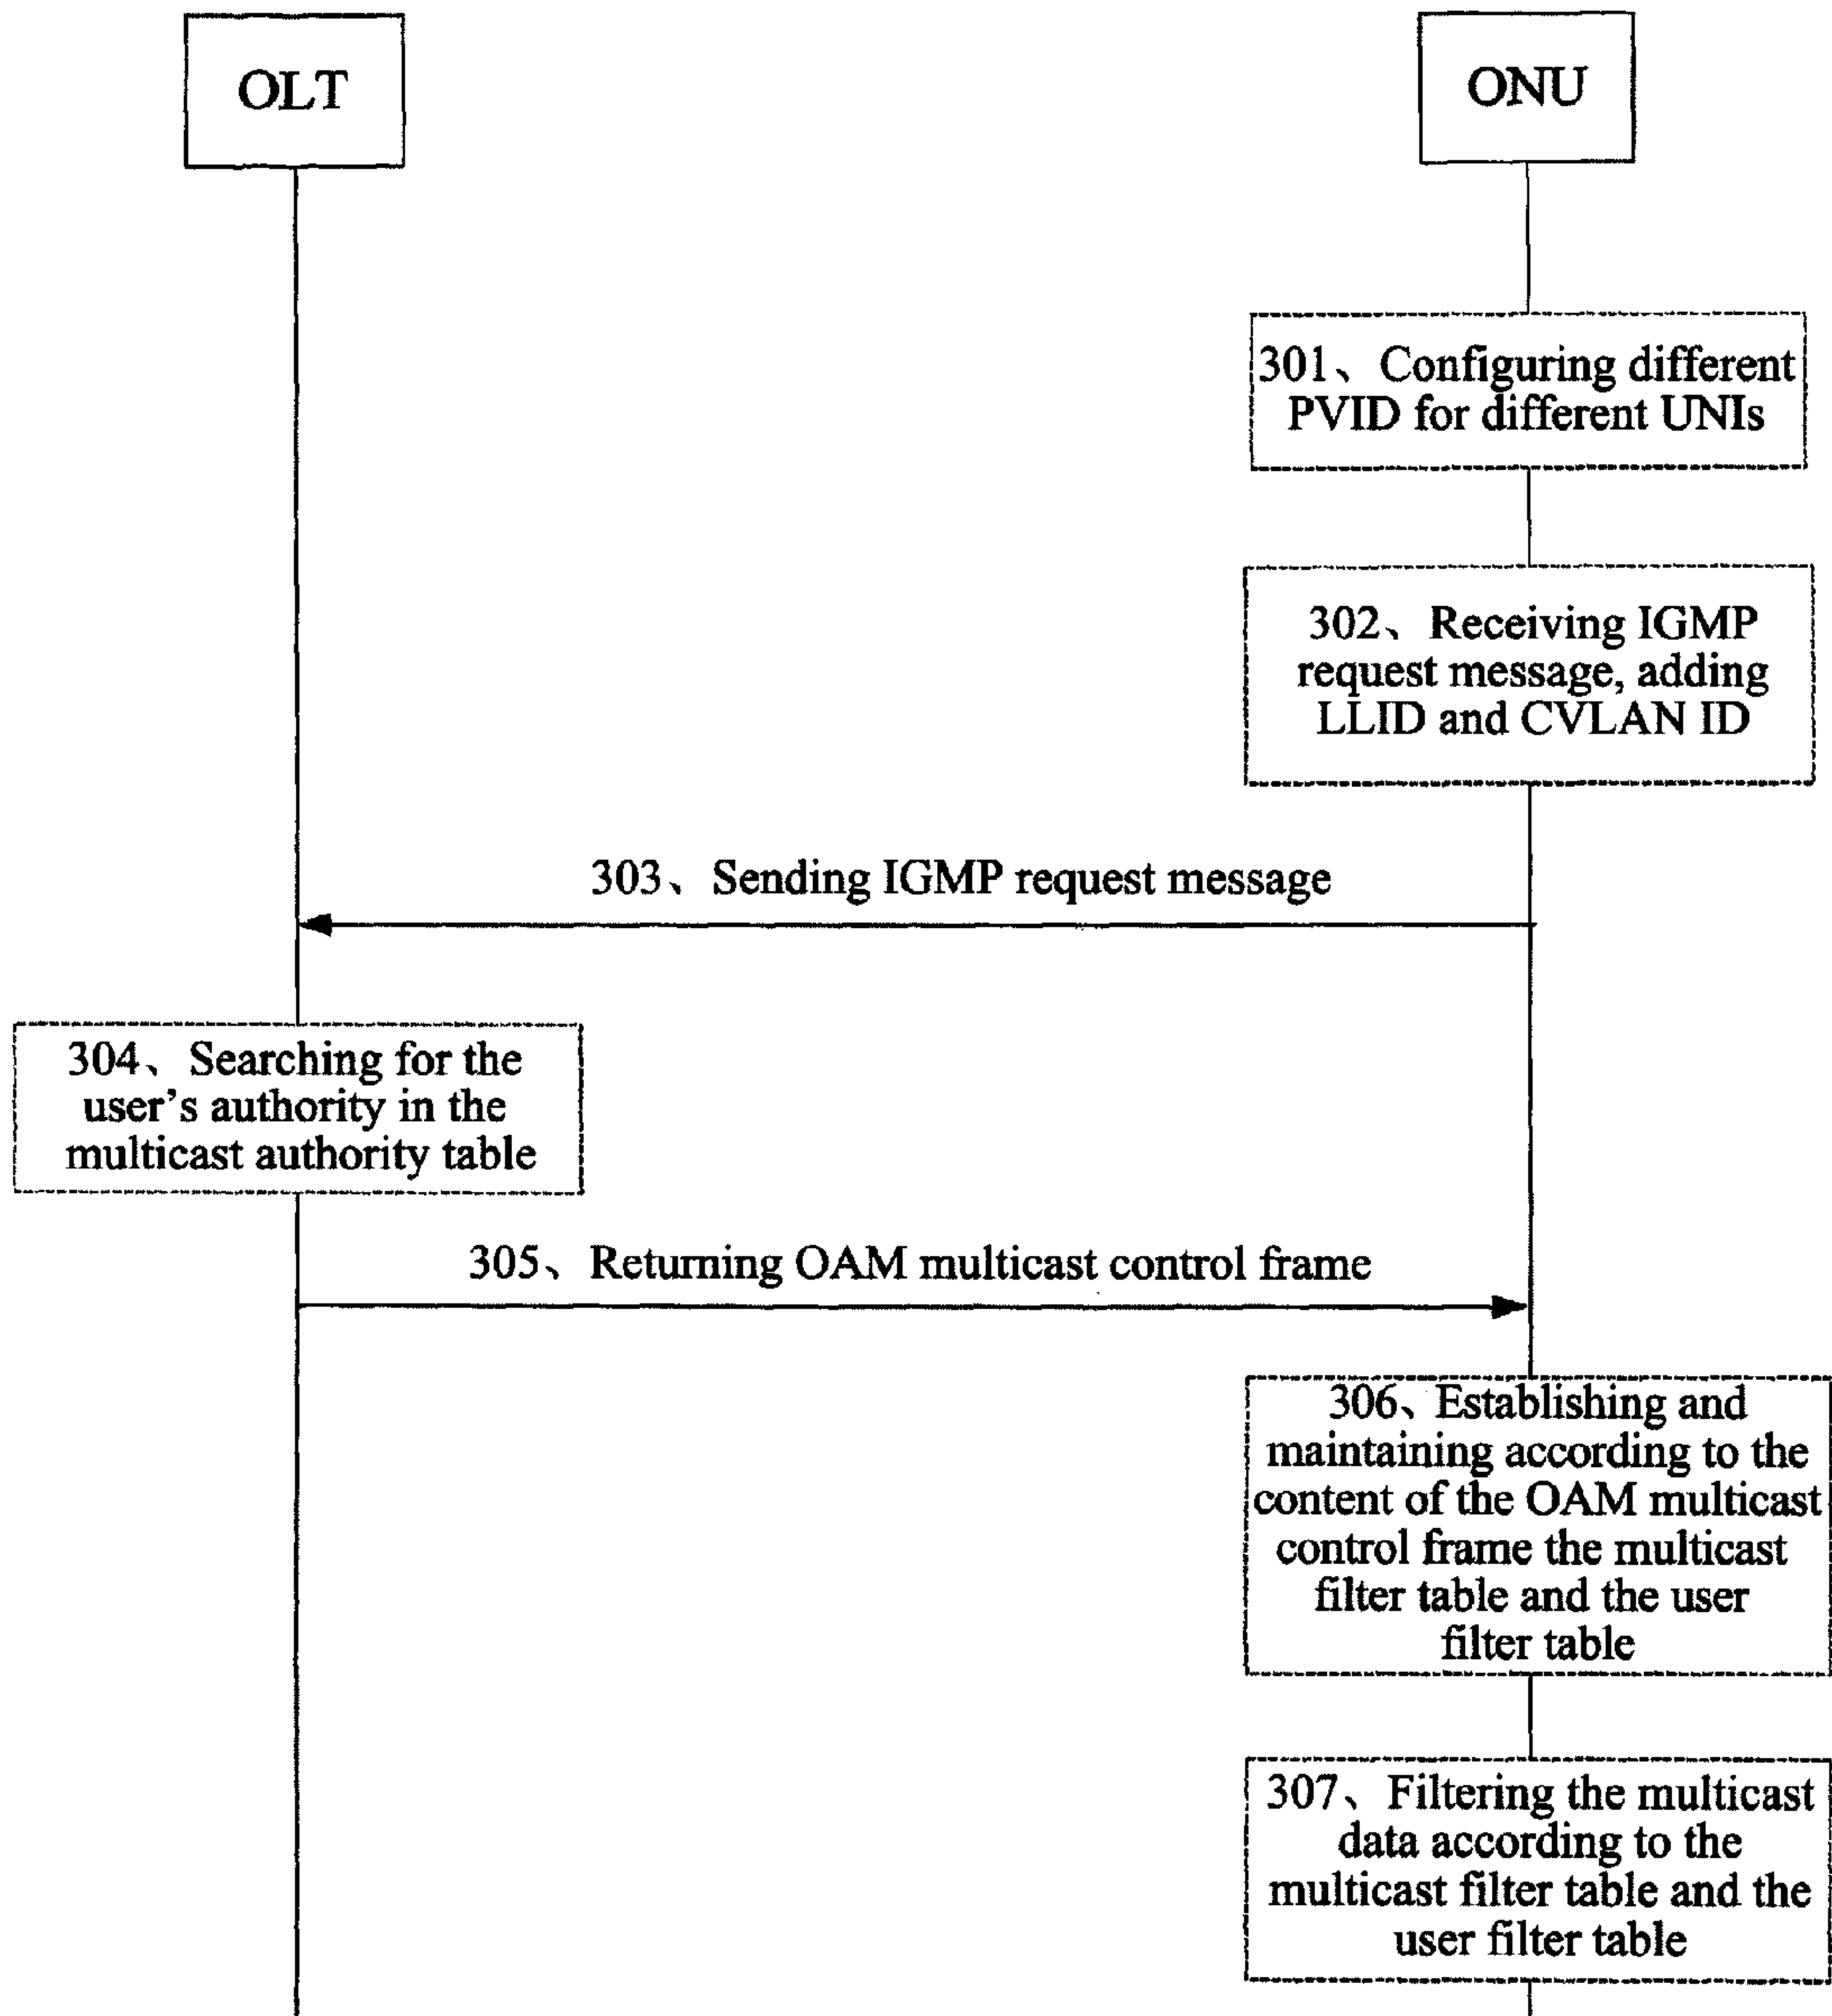 OLT
ONU
301、Configuring different
PVID for different UNIs
302、Receiving IGMP
request message, adding
LLID and CVLAN ID
303、Sending IGMP request message
304、Searching for the
user’s authority in the
multicast authority table
305、Returning OAM multicast control frame
306、Establishing and
maintaining according to the
content of the OAM multicast
control frame the multicast
filter table and the user
filter table
307、Filtering the multicast
data according to the
multicast filter table and the
user filter table